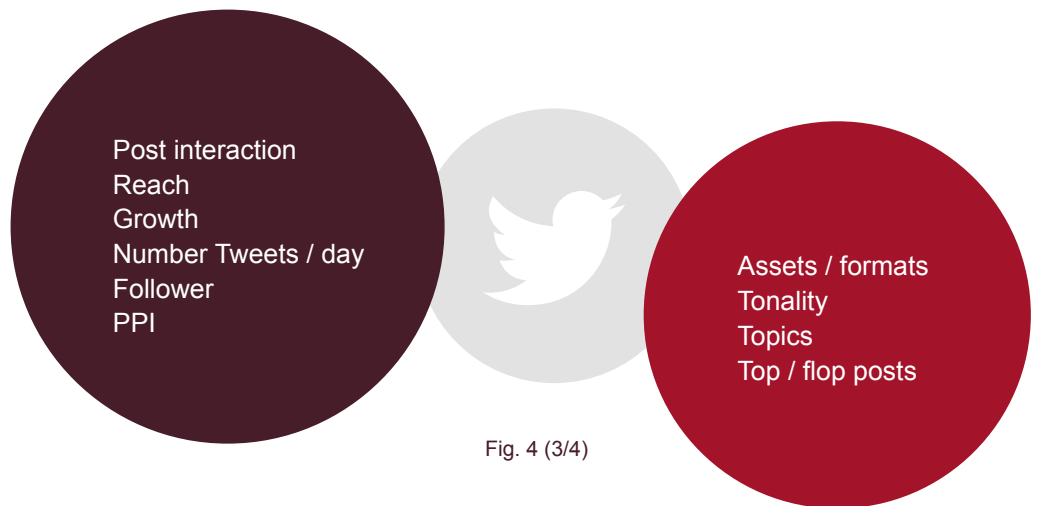 Post interaction
Reach
Growth
Number Tweets / day
Follower
PPI
Assets / formats
Tonality
Topics
Top / flop posts
Fig. 4 (3/4)